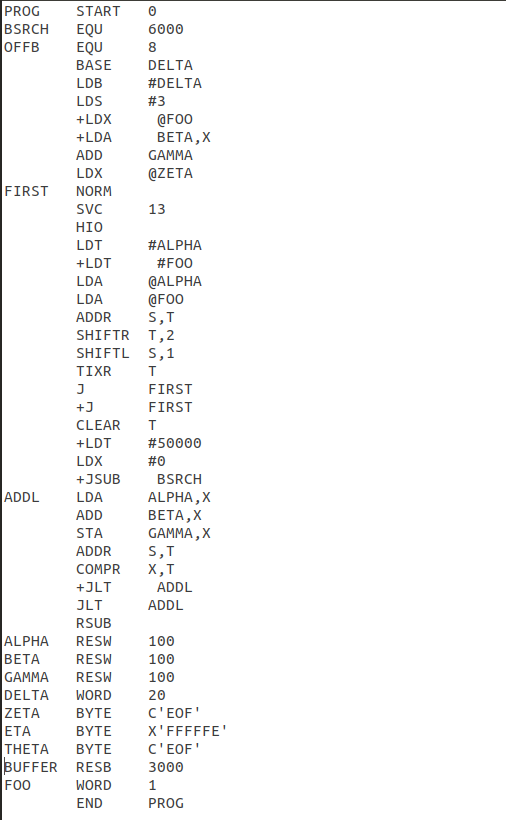 PROG    START   0
BSRCH   EQU     6000
OFFB    EQU     8
        BASE    DELTA
        LDB     #DELTA
        LDS     #3
        +LDX     @FOO
        +LDA     BETA,X
        ADD     GAMMA
        LDX     @ZETA
FIRST   NORM
        SVC     13
        HIO
        LDT     #ALPHA
        +LDT     #FOO
        LDA     @ALPHA
        LDA     @FOO
        ADDR    S,T
        SHIFTR  T,2
        SHIFTL  S,1
        TIXR    T
        J       FIRST
        +J      FIRST
        CLEAR   T
        +LDT    #50000
        LDX     #0
        +JSUB    BSRCH
ADDL    LDA     ALPHA,X
        ADD     BETA,X
        STA     GAMMA,X
        ADDR    S,T
        COMPR   X,T
        +JLT     ADDL
        JLT     ADDL
        RSUB
ALPHA   RESW    100
BETA    RESW    100
GAMMA   RESW    100
DELTA   WORD    20
ZETA    BYTE    C'EOF'
ETA     BYTE    X'FFFFFE'
THETA   BYTE    C'EOF'
BUFFER  RESB    3000
FOO     WORD    1
        END     PROG